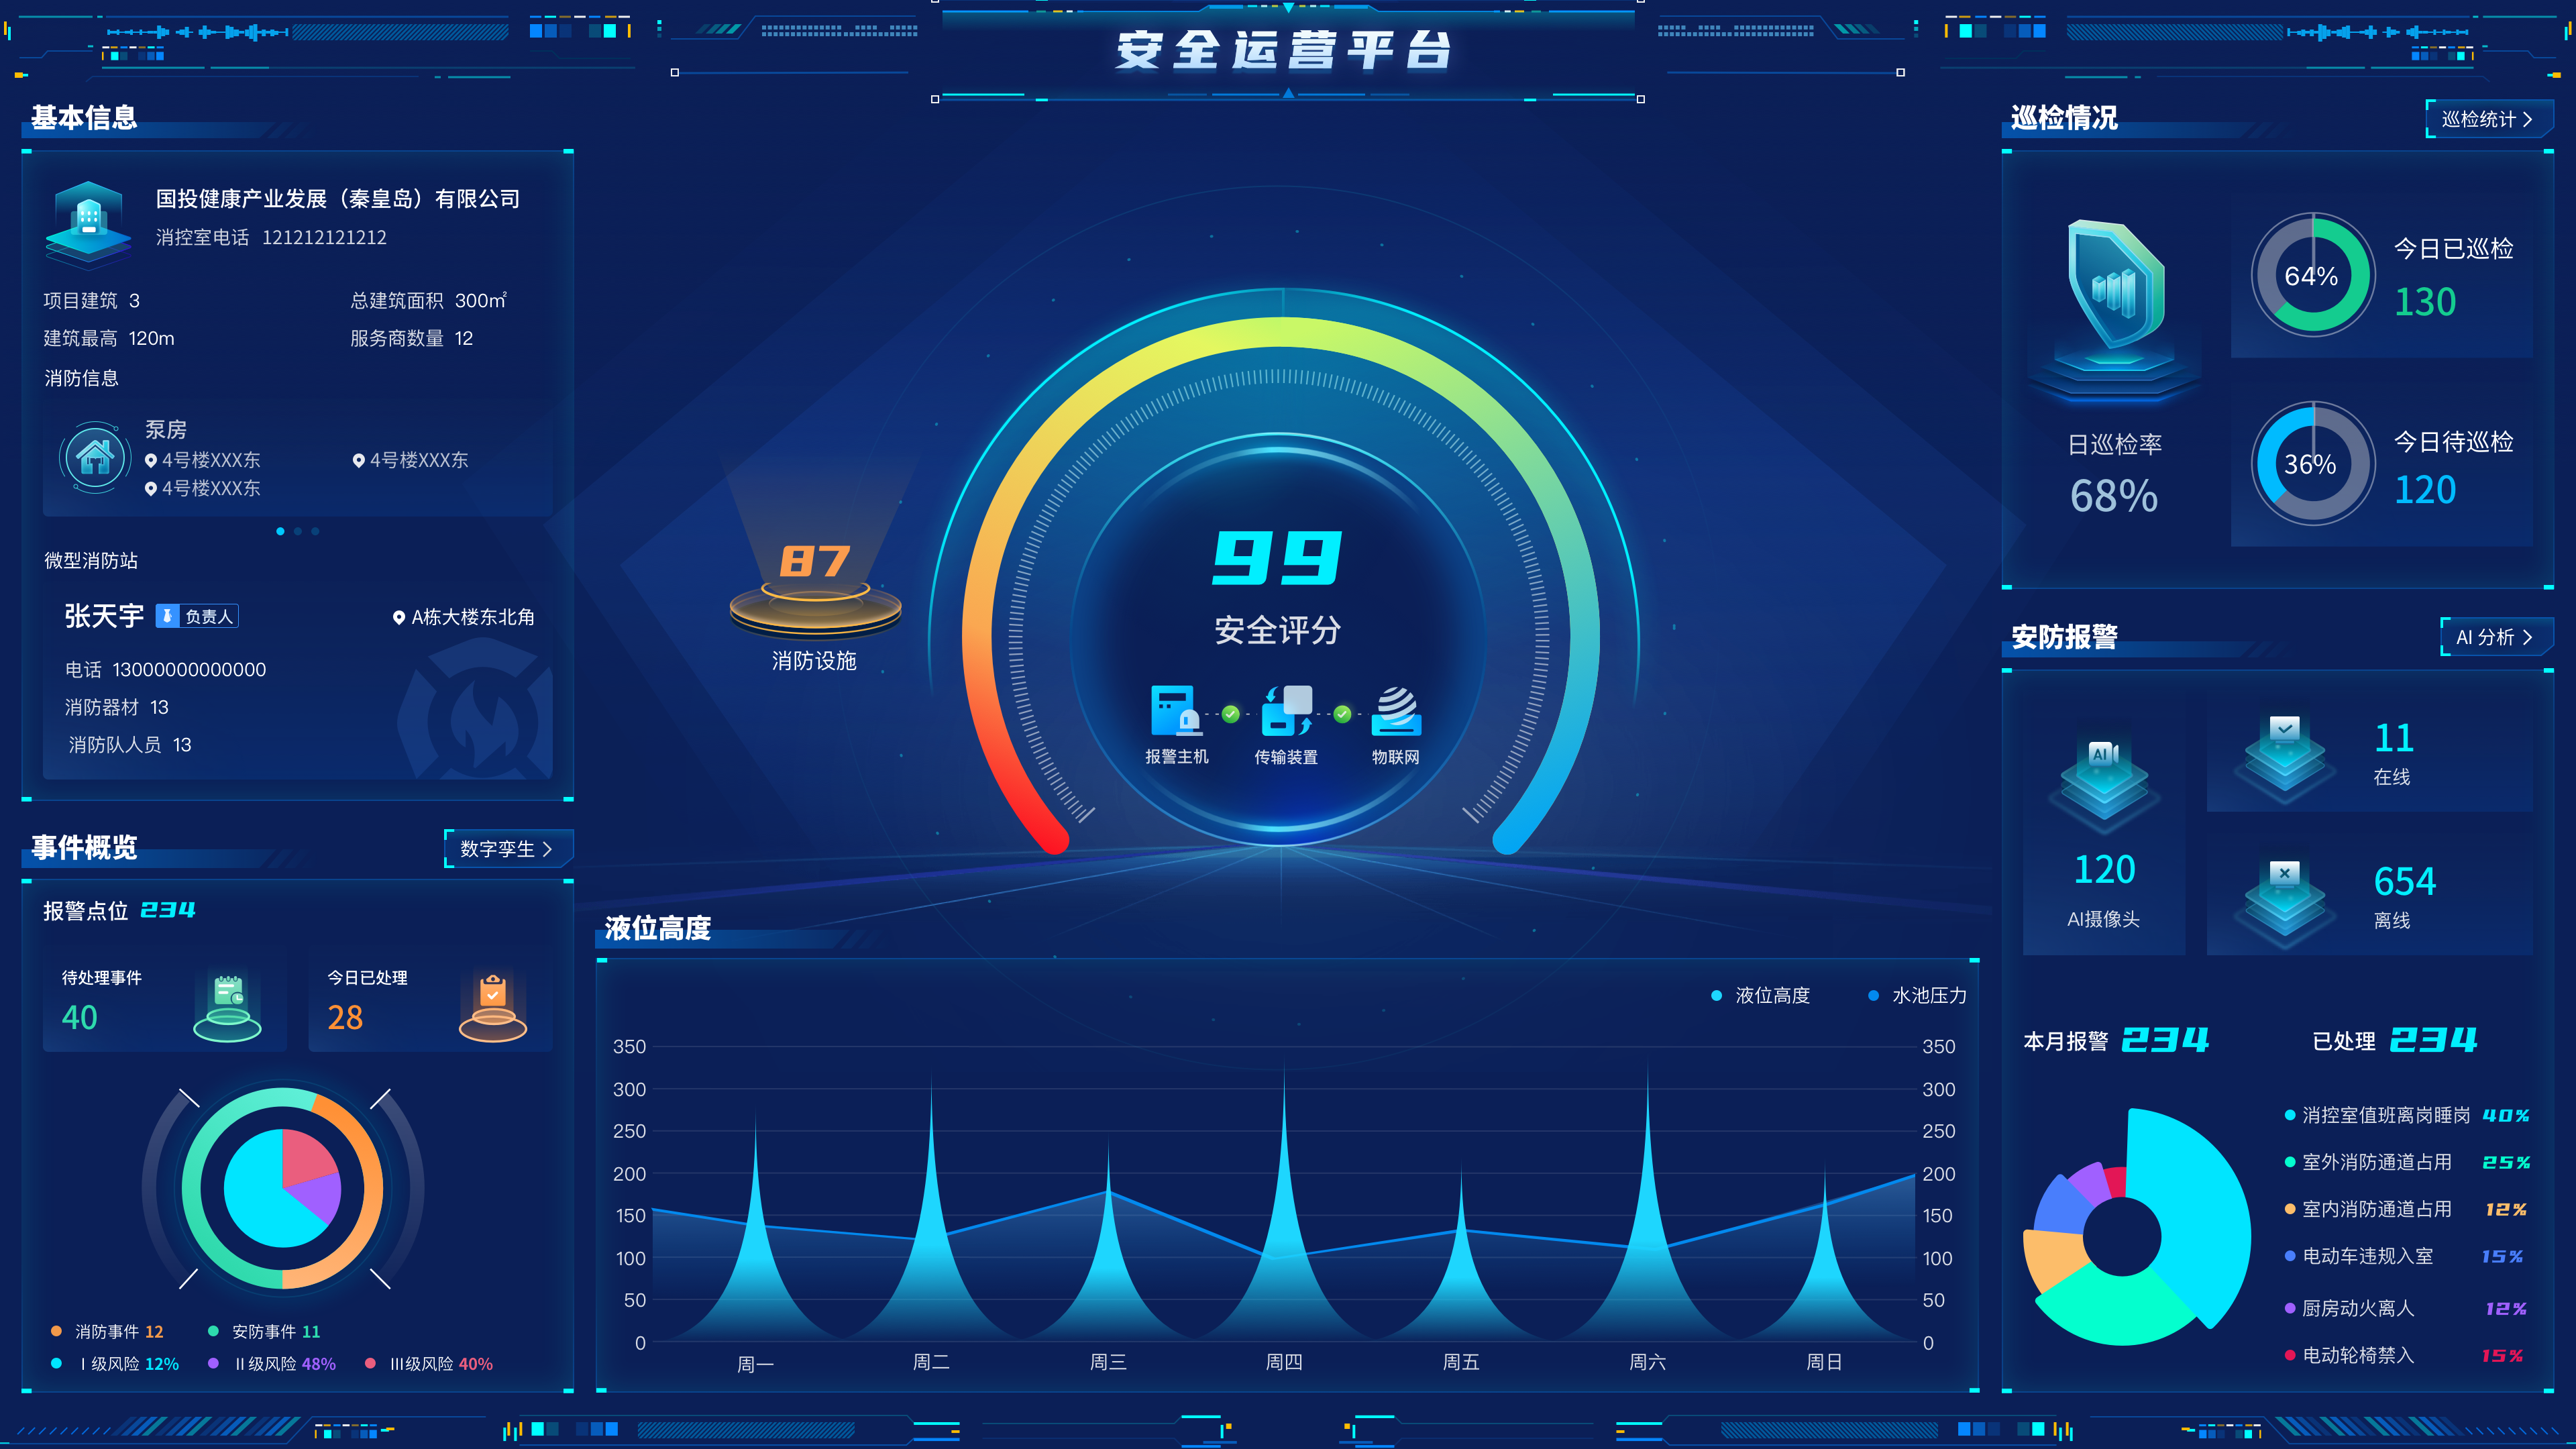 安全运营平台
基本信息
国投健康产业发展（秦皇岛）有限公司
消控室电话 121212121212
项目建筑 3
总建筑面积 300㎡
建筑最高 120m
服务商数量 12
消防信息
泵房
4号楼XXX东
4号楼XXX东
4号楼XXX东
微型消防站
张天宇 负责人
A栋大楼东北角
电话 13000000000000
消防器材 13
消防队人员 13
事件概览
数字孪生
报警点位 234
待处理事件
40
今日已处理
28
消防事件 12
安防事件 11
I 级风险 12%
II 级风险 48%
III级风险 40%
87
消防设施
99
安全评分
报警主机
传输装置
物联网
液位高度
液位高度
水池压力
350
300
250
200
150
100
50
0
350
300
250
200
150
100
50
0
周一
周二
周三
周四
周五
周六
周日
巡检情况
巡检统计
日巡检率
68%
64%
今日已巡检
130
36%
今日待巡检
120
安防报警
AI 分析
AI
120
AI摄像头
11
在线
654
离线
本月报警 234
已处理 234
消控室值班离岗睡岗 40%
室外消防通道占用 25%
室内消防通道占用 12%
电动车违规入室 15%
厨房动火离人 12%
电动轮椅禁入 15%